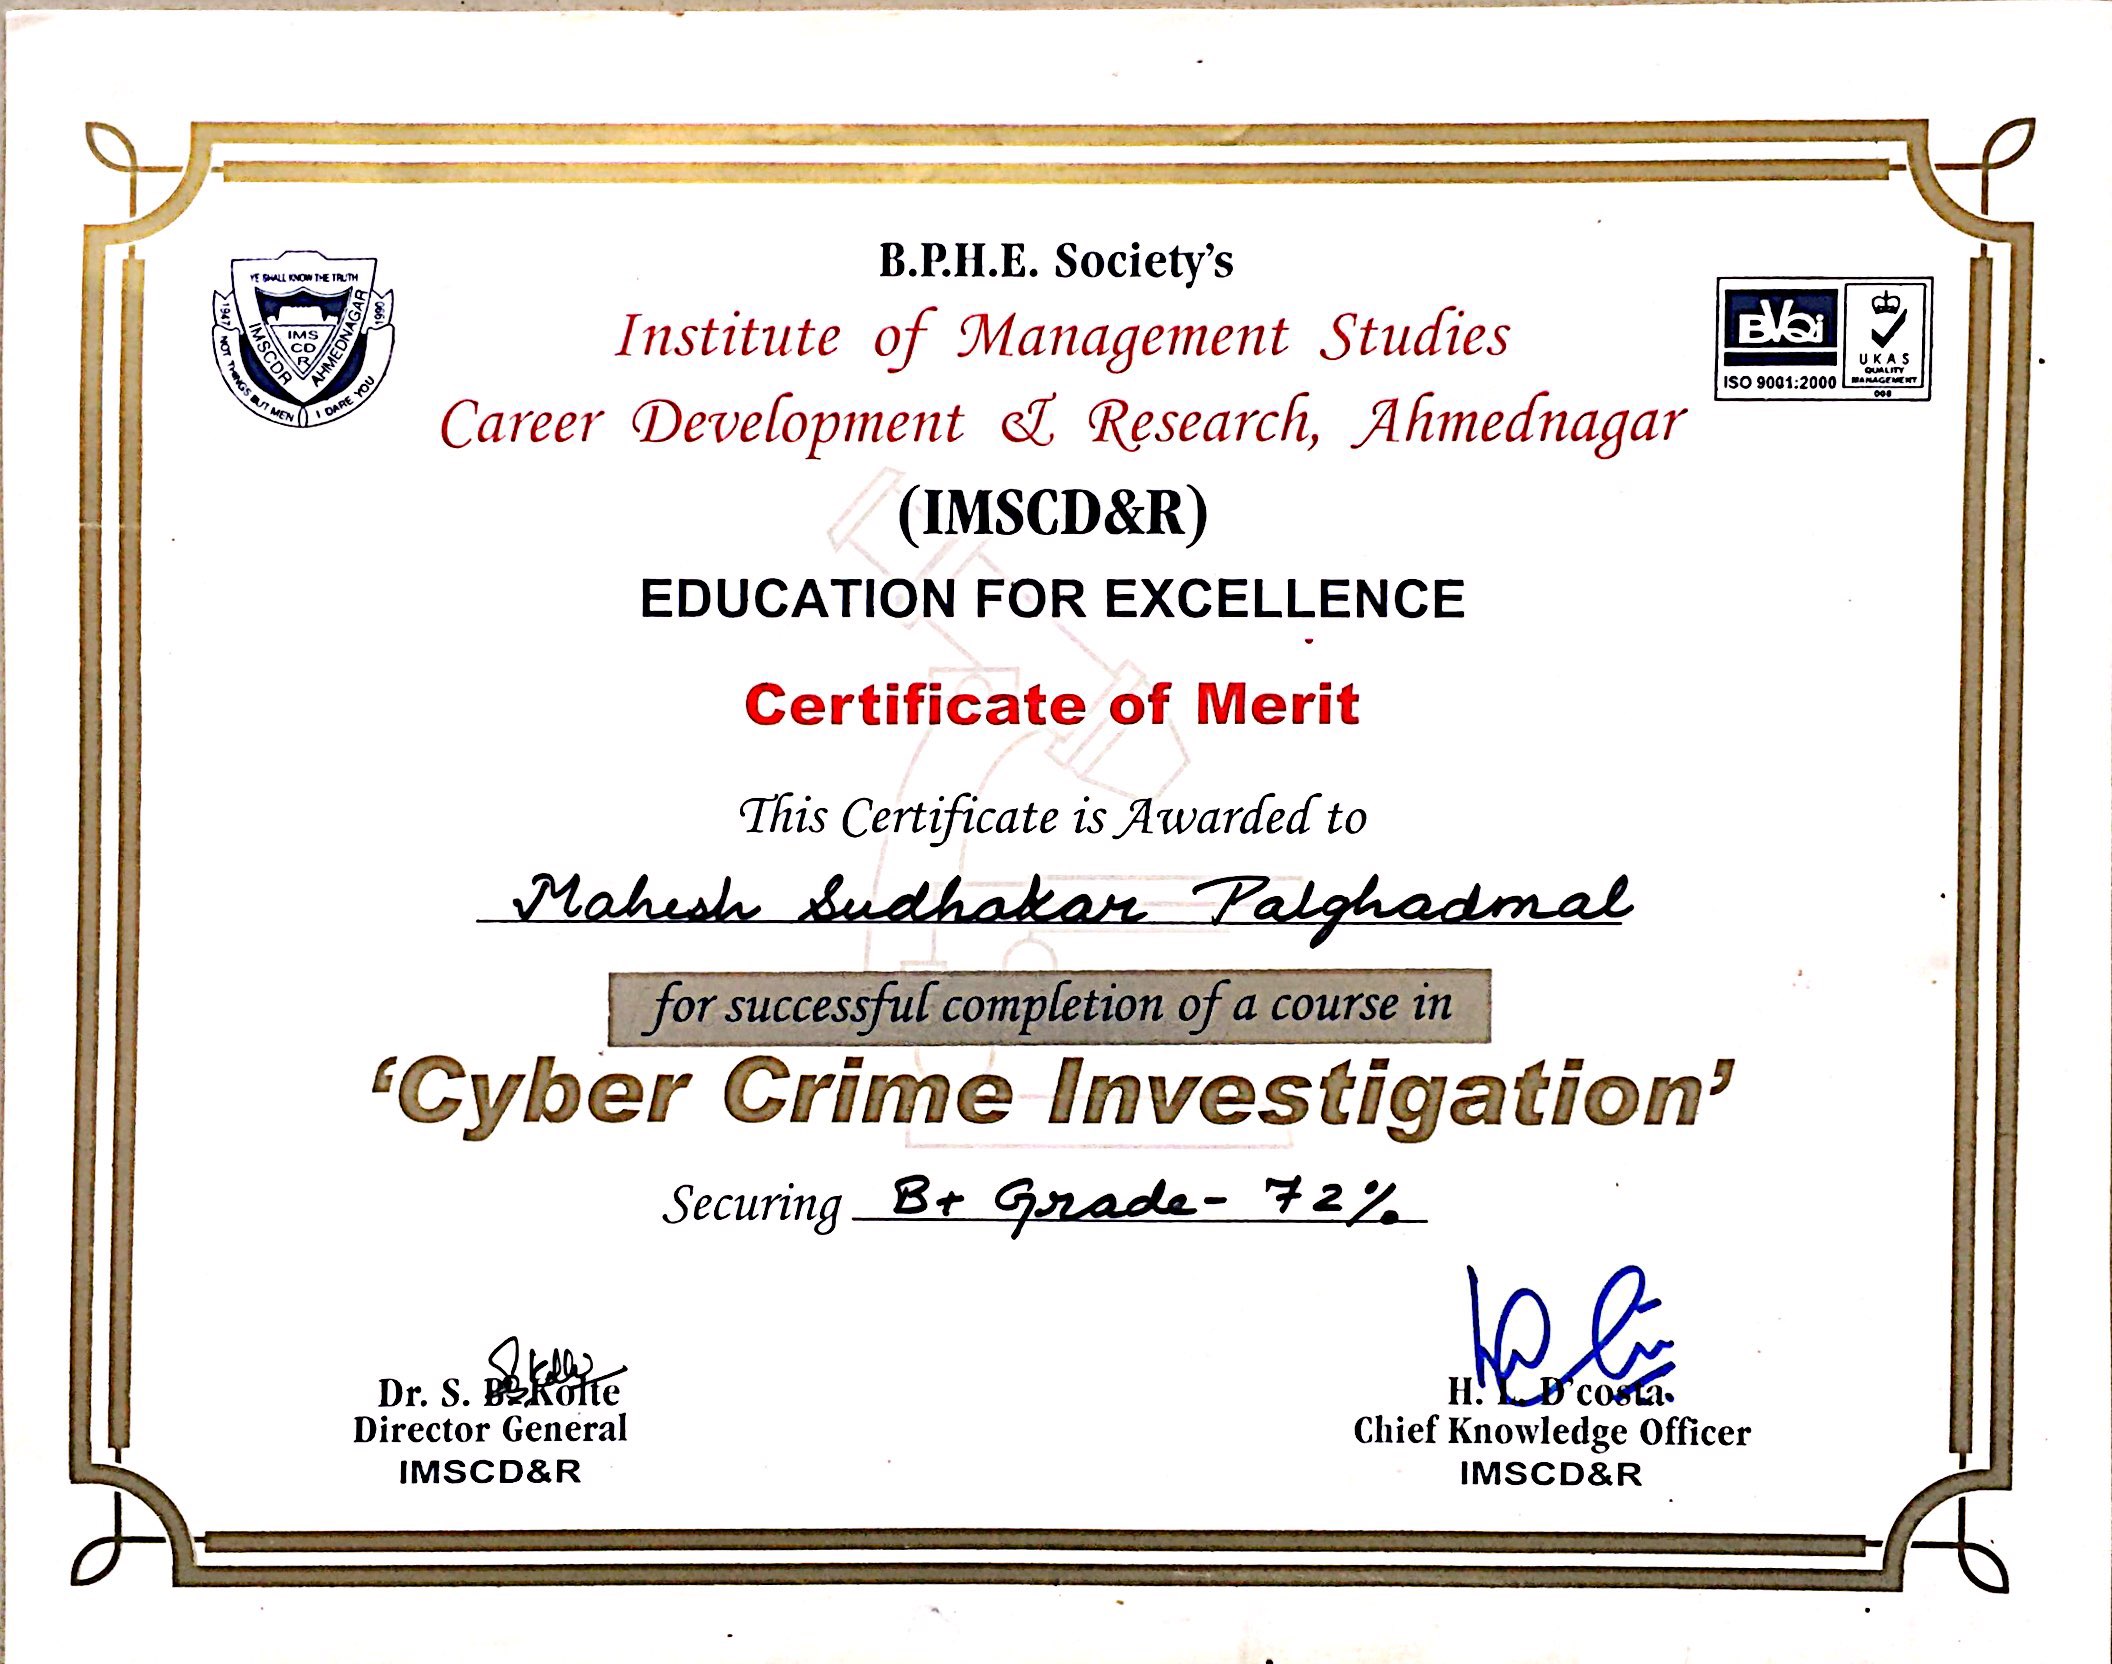 B.P.H.E. Society's
YE SHALL KNOW THE TRUTH
1947
1990
IMSCDR AHMEDNAGAR
IMS
CD
R
NOT THINGS BUT MEN
I DARE YOU
BVQi
ISO 9001:2000
UKAS
QUALITY
MANAGEMENT
Institute of Management Studies
Career Development & Research, Ahmednagar
(IMSCD&R)
EDUCATION FOR EXCELLENCE
Certificate of Merit
This Certificate is Awarded to
Mahesh Sudhakar Palghadmal
for successful completion of a course in
'Cyber Crime Investigation'
Securing B+ Grade- 72%
Dr. S. B. Kolte
Director General
IMSCD&R
H. L. D'costa.
Chief Knowledge Officer
IMSCD&R